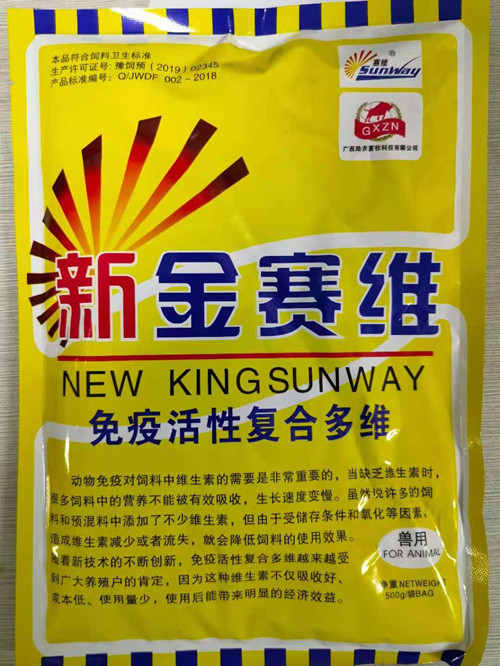 本品符合饲料卫生标准
生产许可证号: 豫饲预（2019）02345
产品标准编号: Q/JWDF 002-2018
赛维
SunWay
®
GXZN
广西助农畜牧科技有限公司
新金赛维
NEW KINGSUNWAY
免疫活性复合多维
动物免疫对饲料中维生素的需要是非常重要的，当缺乏维生素时，
很多饲料中的营养不能被有效吸收，生长速度变慢。虽然说许多的饲
料和预混料中添加了不少维生素，但由于受储存条件和氧化等因素，
造成维生素减少或者流失，就会降低饲料的使用效果。
随着新技术的不断创新，免疫活性复合多维越来越受
到广大养殖户的肯定，因为这种维生素不仅吸收好、
成本低、使用量少，使用后能带来明显的经济效益。
兽用
FOR ANIMAL
净重NETWEIGHT
500g/袋BAG